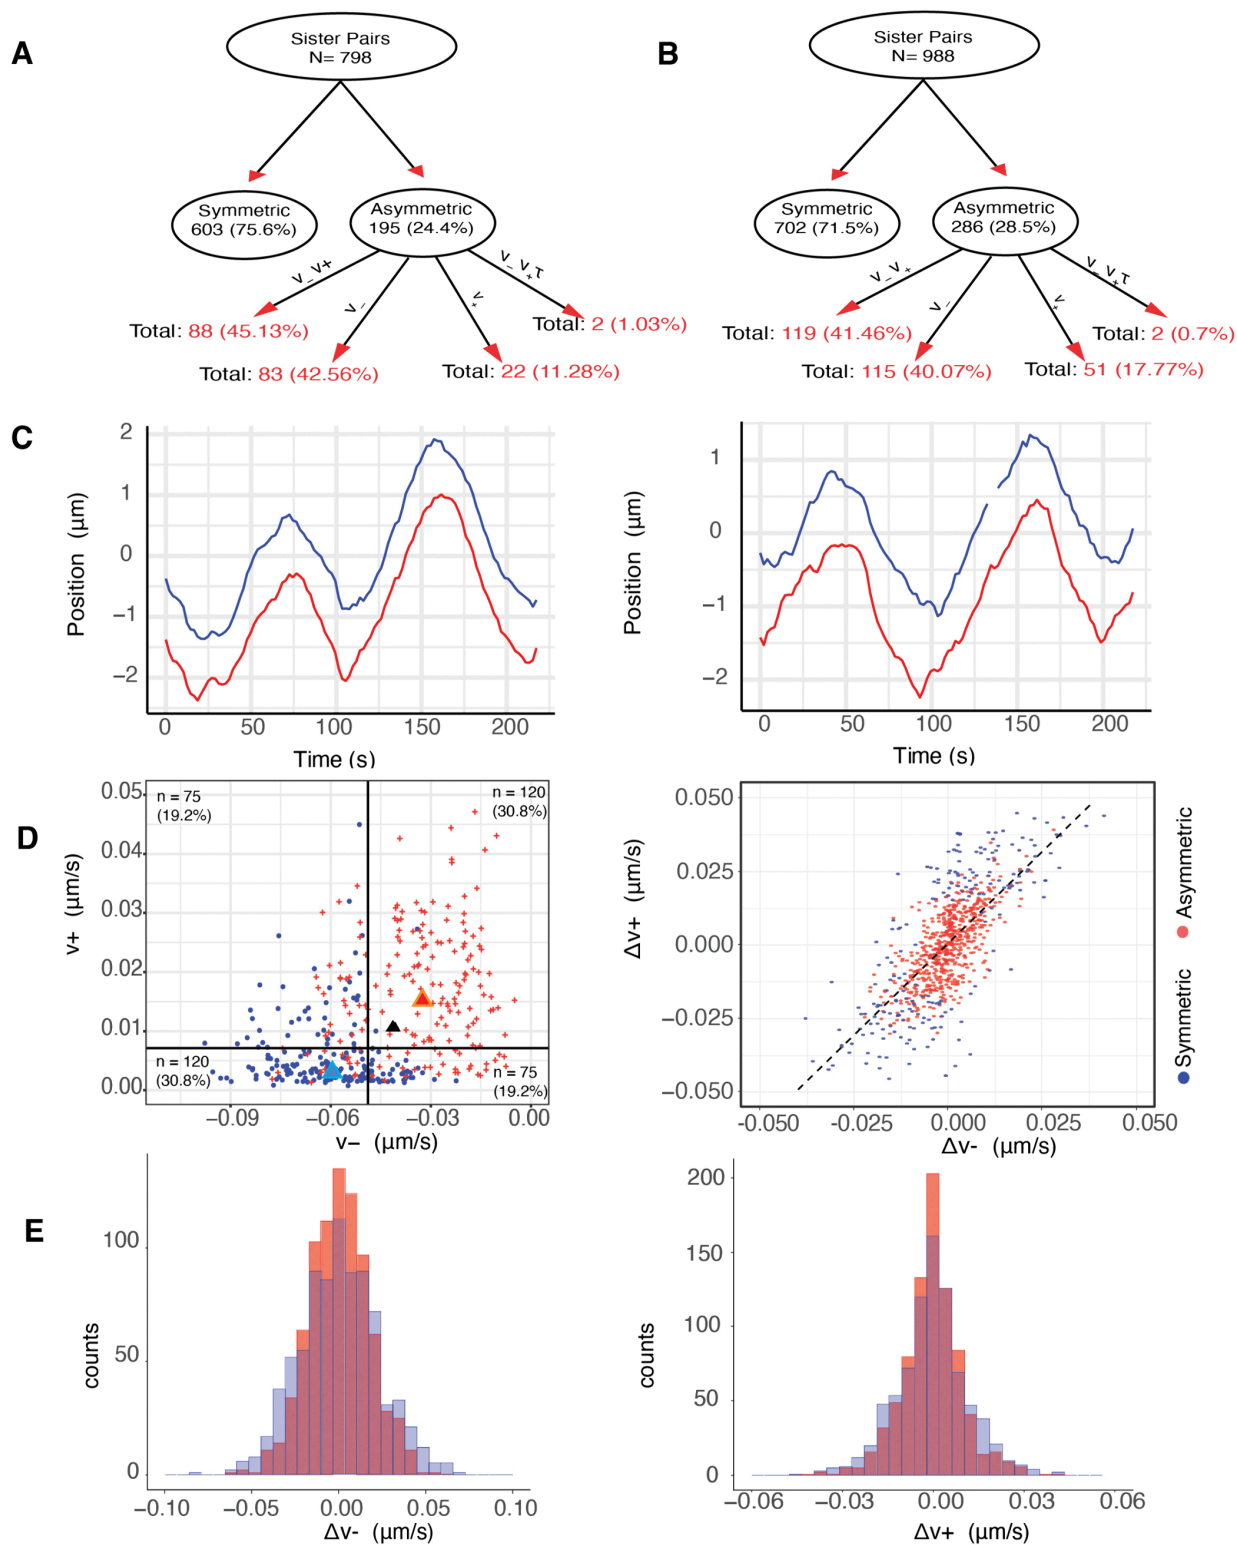 A
Sister Pairs
N= 798
Symmetric
603 (75.6%)
Asymmetric
195 (24.4%)
v_v+
v_
v+
v_v+τ
Total: 88 (45.13%)
Total: 83 (42.56%)
Total: 22 (11.28%)
Total: 2 (1.03%)
B
Sister Pairs
N= 988
Symmetric
702 (71.5%)
Asymmetric
286 (28.5%)
v_v+
v_
v+
v_v+τ
Total: 119 (41.46%)
Total: 115 (40.07%)
Total: 51 (17.77%)
Total: 2 (0.7%)
C
Position (µm)
2
1
0
−1
−2
0 50 100 150 200
Time (s)
Position (µm)
1
0
−1
−2
0 50 100 150 200
Time (s)
D
v+ (µm/s)
0.05
0.04
0.03
0.02
0.01
0.00
n = 75
(19.2%)
n = 120
(30.8%)
n = 120
(30.8%)
n = 75
(19.2%)
−0.09 −0.06 −0.03 0.00
v− (µm/s)
Δv+ (µm/s)
0.050
0.025
0.000
−0.025
−0.050
-0.050 -0.025 0.000 0.025 0.050
Δv- (µm/s)
Symmetric
Asymmetric
E
counts
100
50
0
−0.10 −0.05 0.00 0.05 0.10
Δv- (µm/s)
counts
200
150
100
50
0
−0.06 −0.03 0.00 0.03 0.06
Δv+ (µm/s)